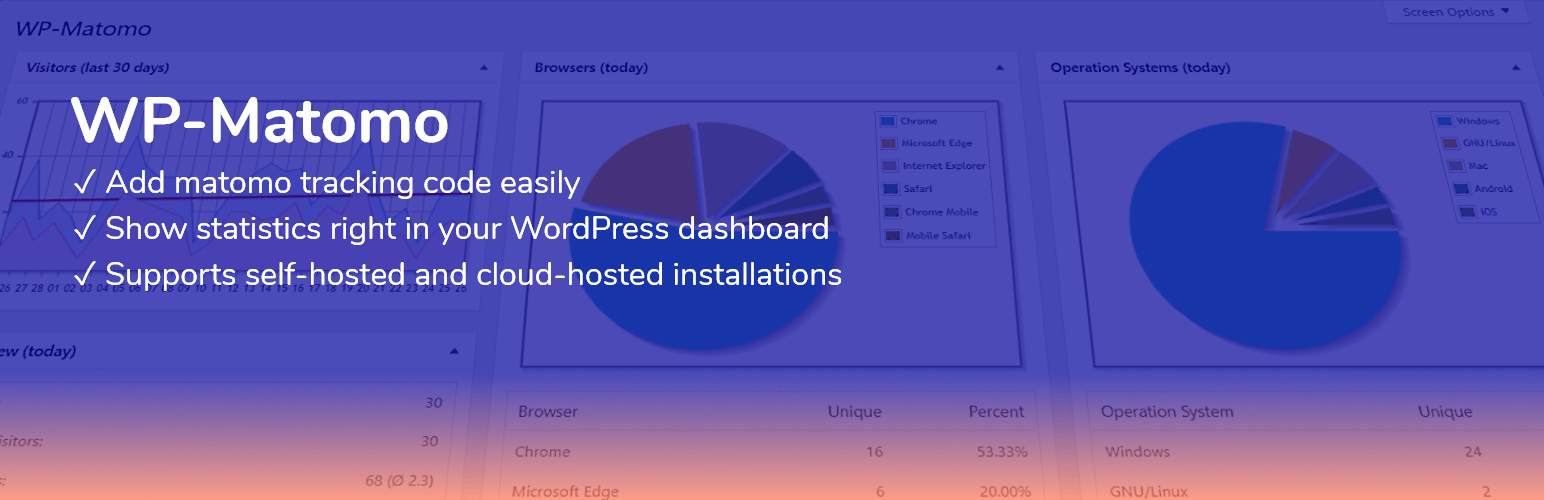 WP-Matomo
Screen Options
Visitors (last 30 days)
Browsers (today)
Operation Systems (today)
60
40
WP-Matomo
✓ Add matomo tracking code easily
✓ Show statistics right in your WordPress dashboard
✓ Supports self-hosted and cloud-hosted installations
26 27 28 01 02 03 04 05 06 07 08 09 10 11 12 13 14 15 16 17 18 19 20 21 22 23 24 25 26
Chrome
Microsoft Edge
Internet Explorer
Safari
Chrome Mobile
Mobile Safari
Windows
GNU/Linux
Mac
Android
iOS
ew (today)
30
isitors: 30
s: 68 (Ø 2.3)
Browser Unique Percent
Chrome 16 53.33%
Microsoft Edge 6 20.00%
Operation System Unique
Windows 24
GNU/Linux 2